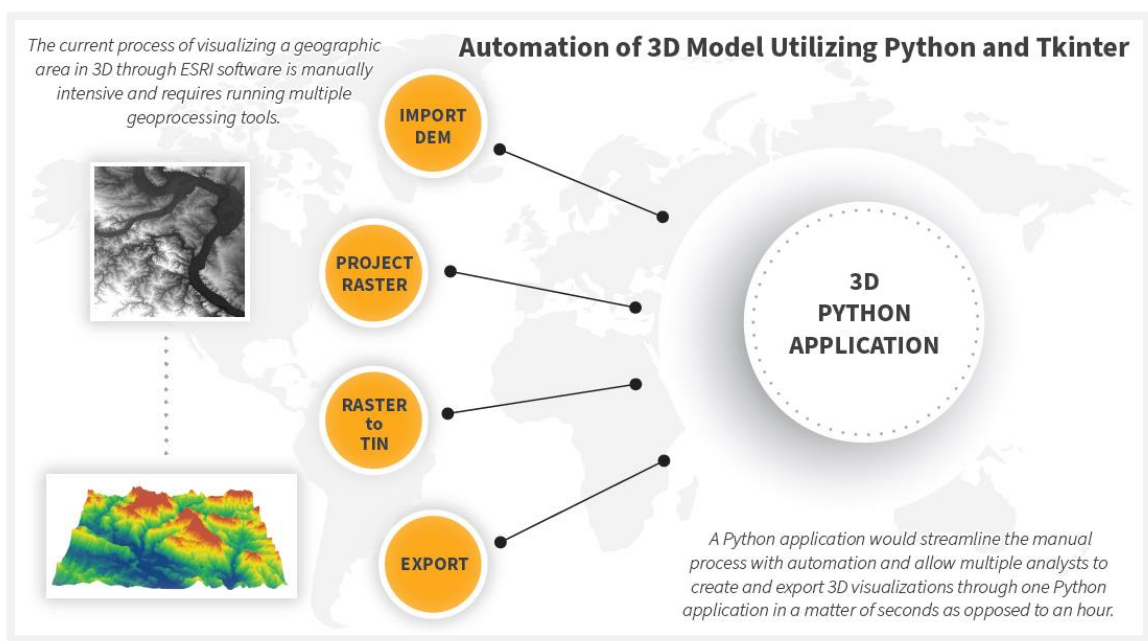 The current process of visualizing a geographic
area in 3D through ESRI software is manually
intensive and requires running multiple
geoprocessing tools.
Automation of 3D Model Utilizing Python and Tkinter
IMPORT
DEM
PROJECT
RASTER
RASTER
to
TIN
EXPORT
3D
PYTHON
APPLICATION
A Python application would streamline the manual
process with automation and allow multiple analysts to
create and export 3D visualizations through one Python
application in a matter of seconds as opposed to an hour.